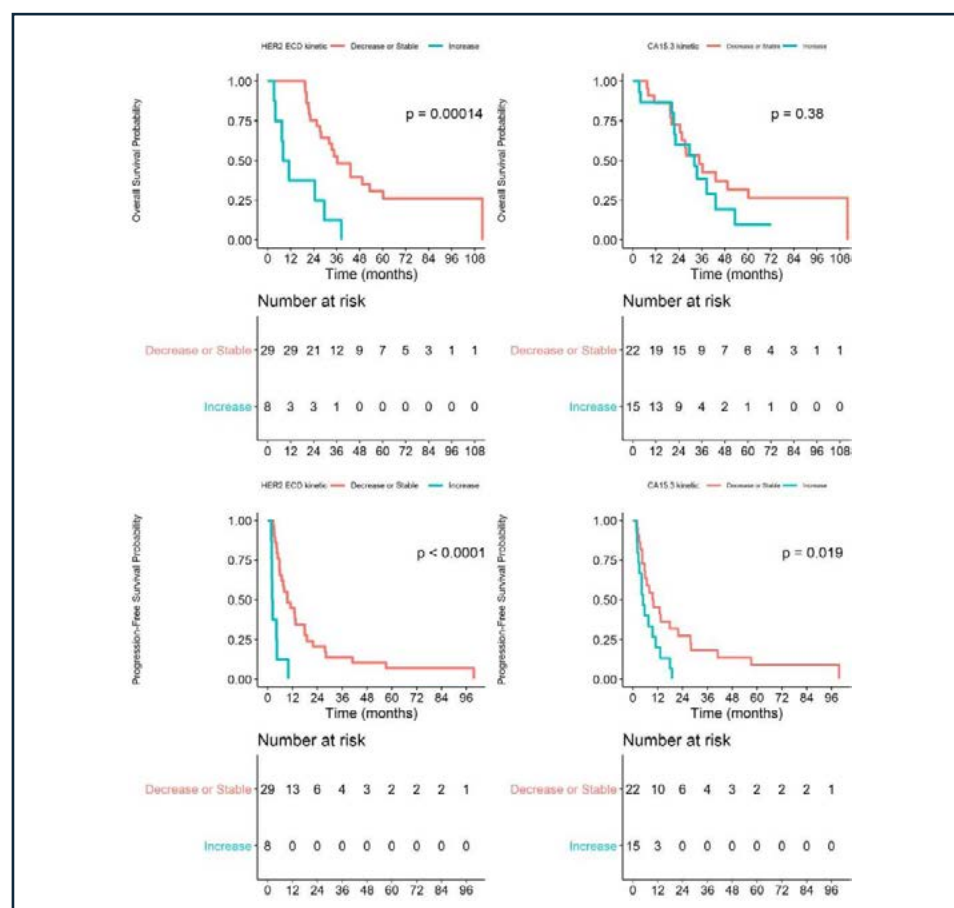 HER2 ECD kinetic Decrease or Stable Increase
Overall Survival Probability
1.00
0.75
0.50
0.25
0.00
p = 0.00014
0 12 24 36 48 60 72 84 96 108
Time (months)
Number at risk
Decrease or Stable 29 29 21 12 9 7 5 3 1 1
Increase 8 3 3 1 0 0 0 0 0 0
0 12 24 36 48 60 72 84 96 108
CA15.3 kinetic Decrease or Stable Increase
Overall Survival Probability
1.00
0.75
0.50
0.25
0.00
p = 0.38
0 12 24 36 48 60 72 84 96 108
Time (months)
Number at risk
Decrease or Stable 22 19 15 9 7 6 4 3 1 1
Increase 15 13 9 4 2 1 1 0 0 0
0 12 24 36 48 60 72 84 96 108
HER2 ECD kinetic Decrease or Stable Increase
Progression-Free Survival Probability
1.00
0.75
0.50
0.25
0.00
p < 0.0001
0 12 24 36 48 60 72 84 96
Time (months)
Number at risk
Decrease or Stable 29 13 6 4 3 2 2 2 1
Increase 8 0 0 0 0 0 0 0 0
0 12 24 36 48 60 72 84 96
CA15.3 kinetic Decrease or Stable Increase
Progression-Free Survival Probability
1.00
0.75
0.50
0.25
0.00
p = 0.019
0 12 24 36 48 60 72 84 96
Time (months)
Number at risk
Decrease or Stable 22 10 6 4 3 2 2 2 1
Increase 15 3 0 0 0 0 0 0 0
0 12 24 36 48 60 72 84 96